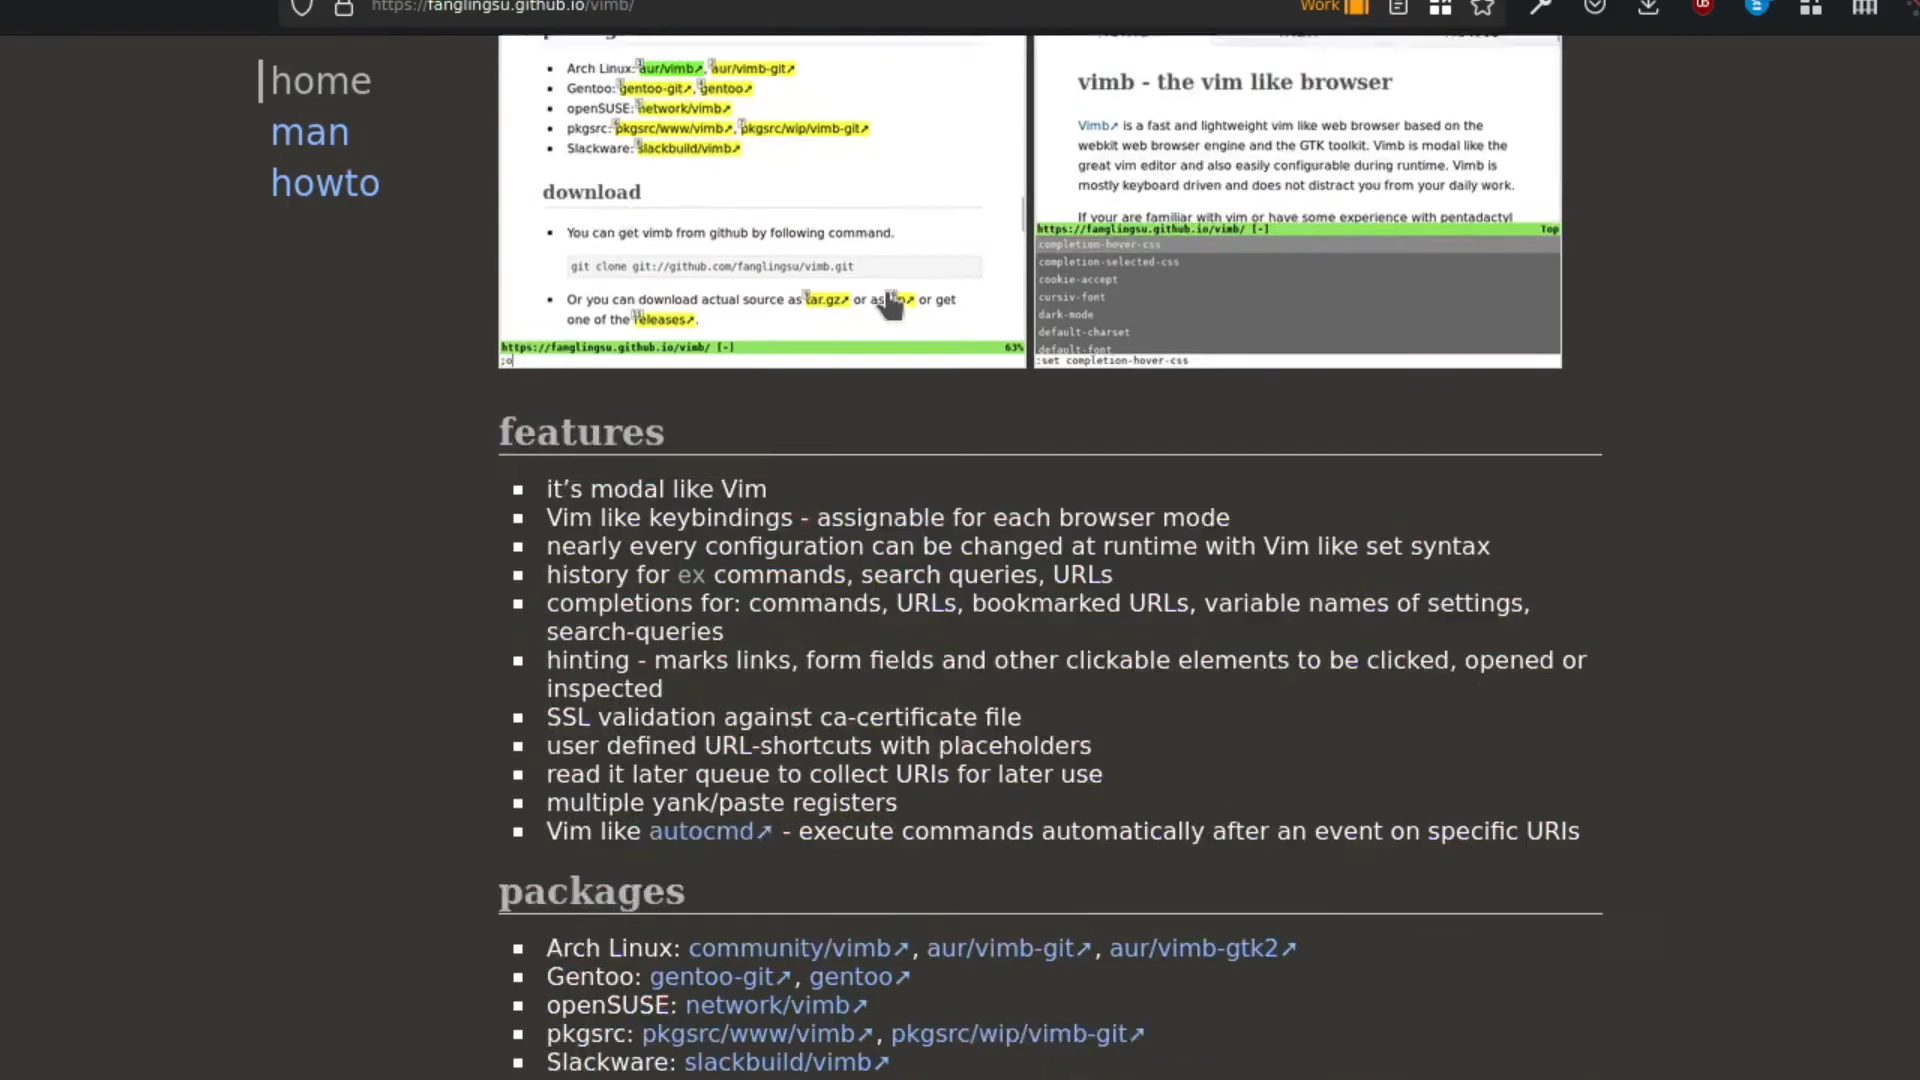 https://fanglingsu.github.io/vimb/
Work
home
man
howto
Arch Linux: aur/vimb, aur/vimb-git
Gentoo: gentoo-git, gentoo
openSUSE: network/vimb
pkgsrc: pkgsrc/www/vimb, pkgsrc/wip/vimb-git
Slackware: slackbuild/vimb
download
You can get vimb from github by following command.
git clone git://github.com/fanglingsu/vimb.git
Or you can download actual source as tar.gz or as or get
one of the releases.
https://fanglingsu.github.io/vimb/ [-] 63%
;o
vimb - the vim like browser
Vimb is a fast and lightweight vim like web browser based on the
webkit web browser engine and the GTK toolkit. Vimb is modal like the
great vim editor and also easily configurable during runtime. Vimb is
mostly keyboard driven and does not distract you from your daily work.
If your are familiar with vim or have some experience with pentadactyl
https://fanglingsu.github.io/vimb/ [-] Top
completion-hover-css
completion-selected-css
cookie-accept
cursiv-font
dark-mode
default-charset
default-font
:set completion-hover-css
features
it’s modal like Vim
Vim like keybindings - assignable for each browser mode
nearly every configuration can be changed at runtime with Vim like set syntax
history for ex commands, search queries, URLs
completions for: commands, URLs, bookmarked URLs, variable names of settings,
search-queries
hinting - marks links, form fields and other clickable elements to be clicked, opened or
inspected
SSL validation against ca-certificate file
user defined URL-shortcuts with placeholders
read it later queue to collect URIs for later use
multiple yank/paste registers
Vim like autocmd - execute commands automatically after an event on specific URIs
packages
Arch Linux: community/vimb, aur/vimb-git, aur/vimb-gtk2
Gentoo: gentoo-git, gentoo
openSUSE: network/vimb
pkgsrc: pkgsrc/www/vimb, pkgsrc/wip/vimb-git
Slackware: slackbuild/vimb